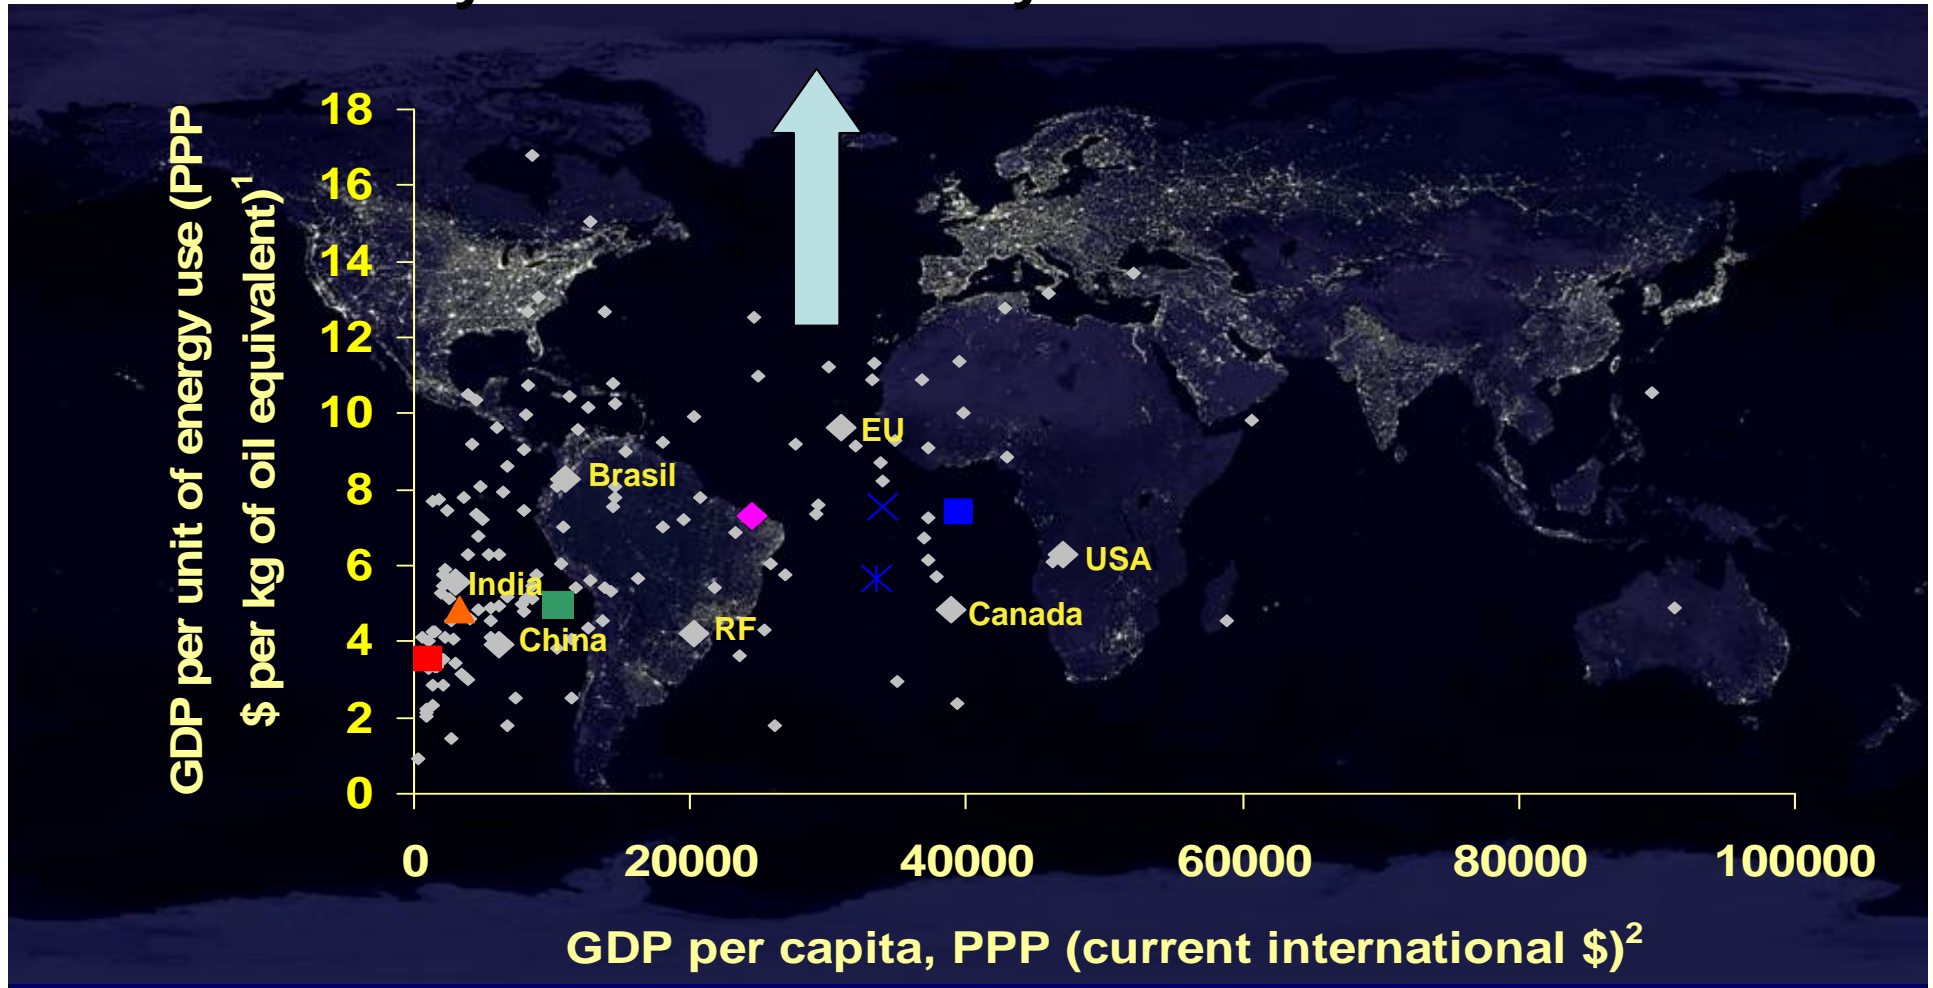 GDP per unit of energy use (PPP
$ per kg of oil equivalent)1
18
16
14
12
10
8
6
4
2
0
EU
Brasil
USA
India
Canada
RF
China
0 20000 40000 60000 80000 100000
GDP per capita, PPP (current international $)2